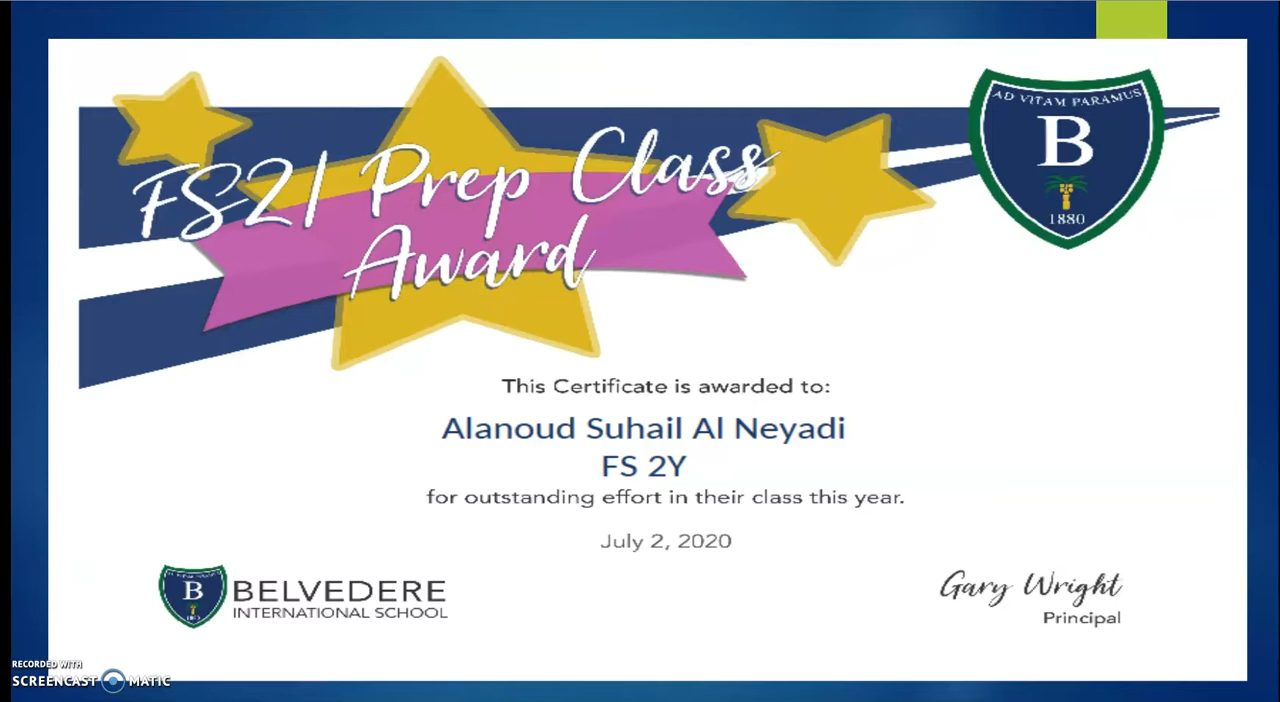 AD VITAM PARAMUS
B
1880
FS2/ Prep Class
Award
This Certificate is awarded to:
Alanoud Suhail Al Neyadi
FS 2Y
for outstanding effort in their class this year.
July 2, 2020
B
BELVEDERE
INTERNATIONAL SCHOOL
Gary Wright
Principal
RECORDED WITH
SCREENCAST MATIC